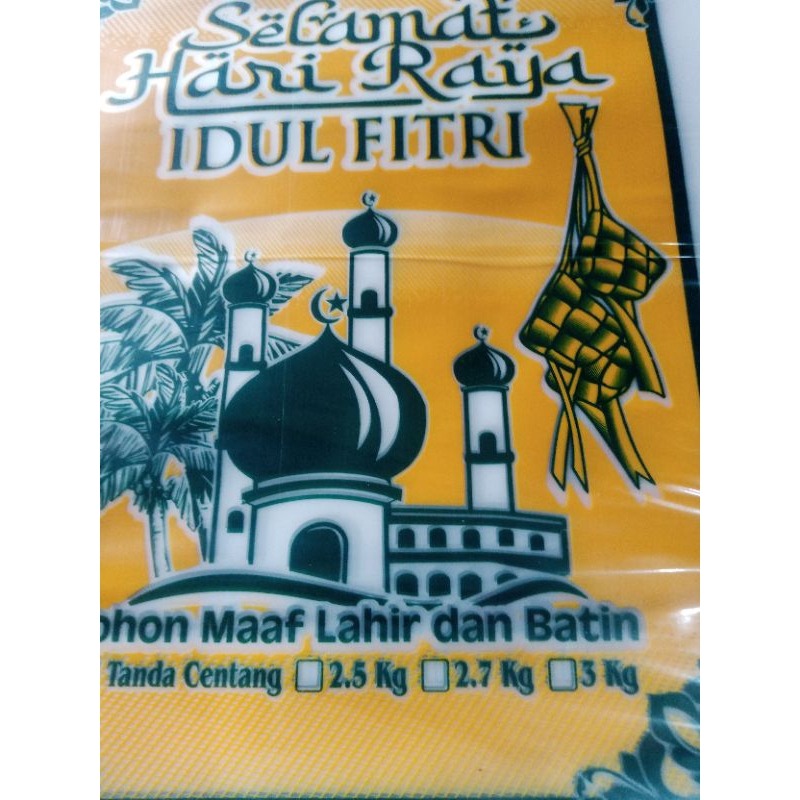 Selamat
Hari Raya
IDUL FITRI
ohon Maaf Lahir dan Batin
Tanda Centang 2.5 Kg 2.7 Kg 3 Kg